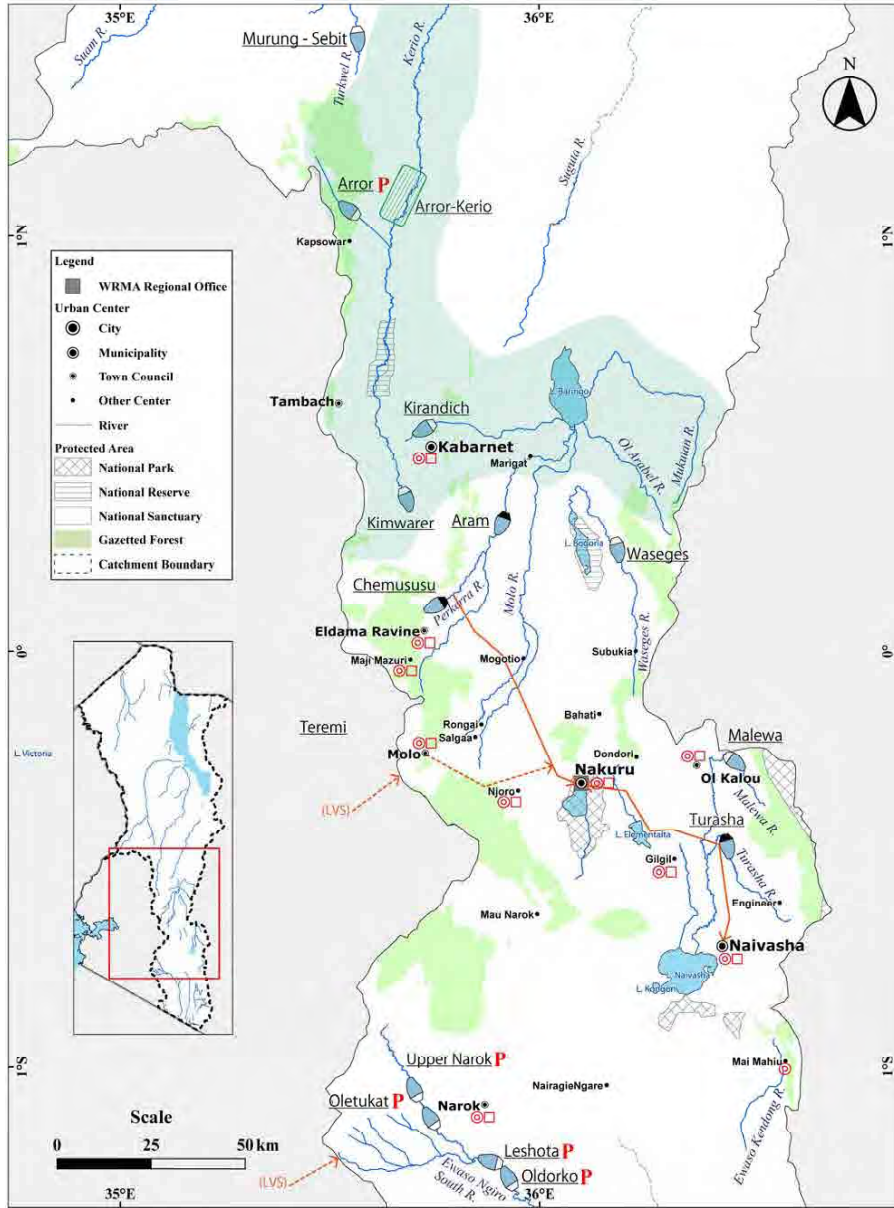 35°E
36°E
Suam R.
Murung - Sebit
Turkwel R.
Kerio R.
N
Suguta R.
Arror P
Arror-Kerio
1°N
1°N
Kapsowar
Legend
WRMA Regional Office
Urban Center
City
Municipality
Town Council
Other Center
River
Protected Area
National Park
National Reserve
National Sanctuary
Gazetted Forest
Catchment Boundary
Tambach
L. Baringo
Kirandich
Kabarnet
Marigat
Ol Arabel R.
Mukutan R.
Kimwarer
Aram
L. Bogoria
Waseges
Chemususu
Perkerra R.
Molo R.
Eldama Ravine
Maji Mazuri
Mogotio
Subukia
Waseges R.
0°
0°
Teremi
Rongai
Salgaa
Bahati
Molo
Dondori
Malewa
L. Victoria
Nakuru
Ol Kalou
Malewa R.
(LVS)
Njoro
Turasha
L. Elementaita
Gilgil
Turasha R.
Engineer
Mau Narok
Naivasha
L. Naivasha
L. Kongoni
Upper Narok P
Mai Mahiu
1°S
1°S
Oletukat P
Narok
NairagieNgare
Scale
0 25 50 km
Leshota P
Oldorko P
(LVS)
Ewaso Ngiro
South R.
Ewaso Kendong R.
35°E
36°E